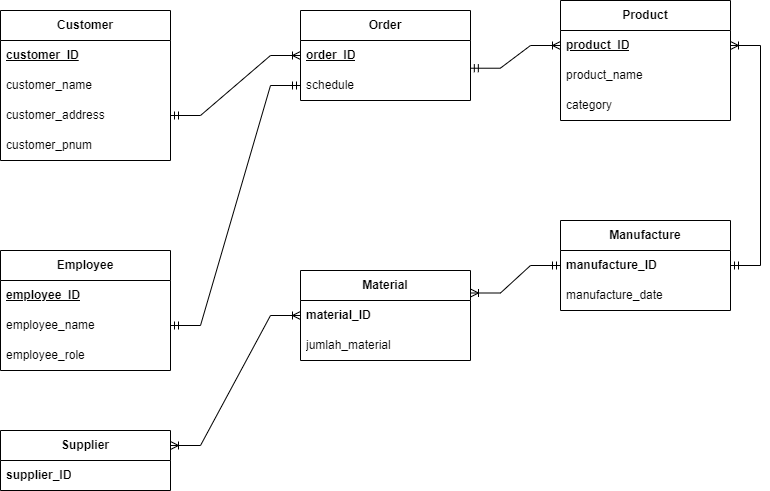 Customer
customer_ID
customer_name
customer_address
customer_pnum
Order
order_ID
schedule
Product
product_ID
product_name
category
Employee
employee_ID
employee_name
employee_role
Material
material_ID
jumlah_material
Manufacture
manufacture_ID
manufacture_date
Supplier
supplier_ID